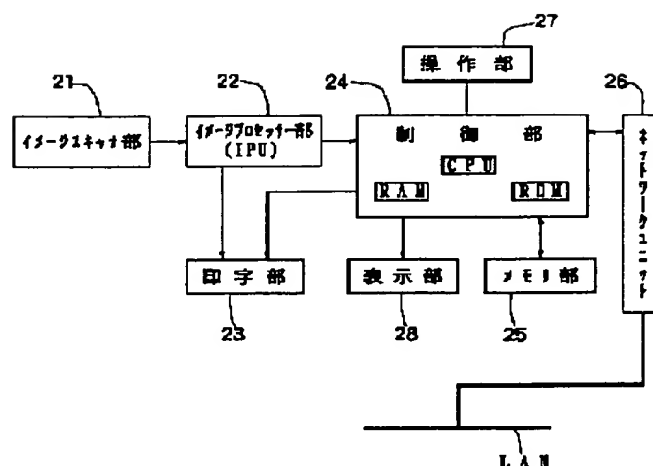 27
操作部
21
22
24
26
イメージスキャナ部
イメージプロセッサー部
(IPU)
制御部
CPU
RAM
ROM
ネットワークユニット
印字部
表示部
メモリ部
23
28
25
LAN